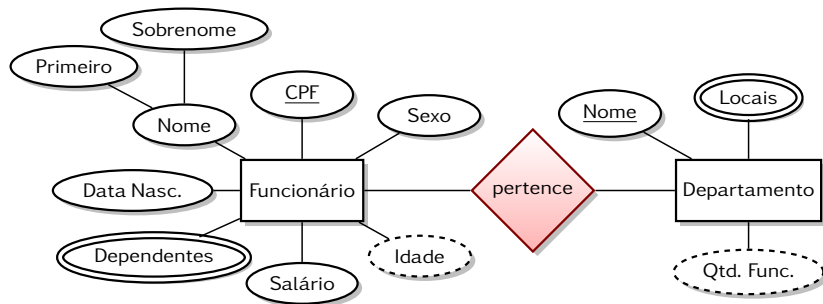 Sobrenome
Primeiro
CPF
Locais
Nome
Sexo
Nome
Data Nasc.
Funcionário
pertence
Departamento
Dependentes
Idade
Salário
Qtd. Func.